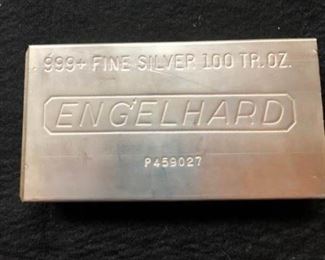 999+ FINE SILVER 100 TR. OZ.
ENGELHARD
P459027